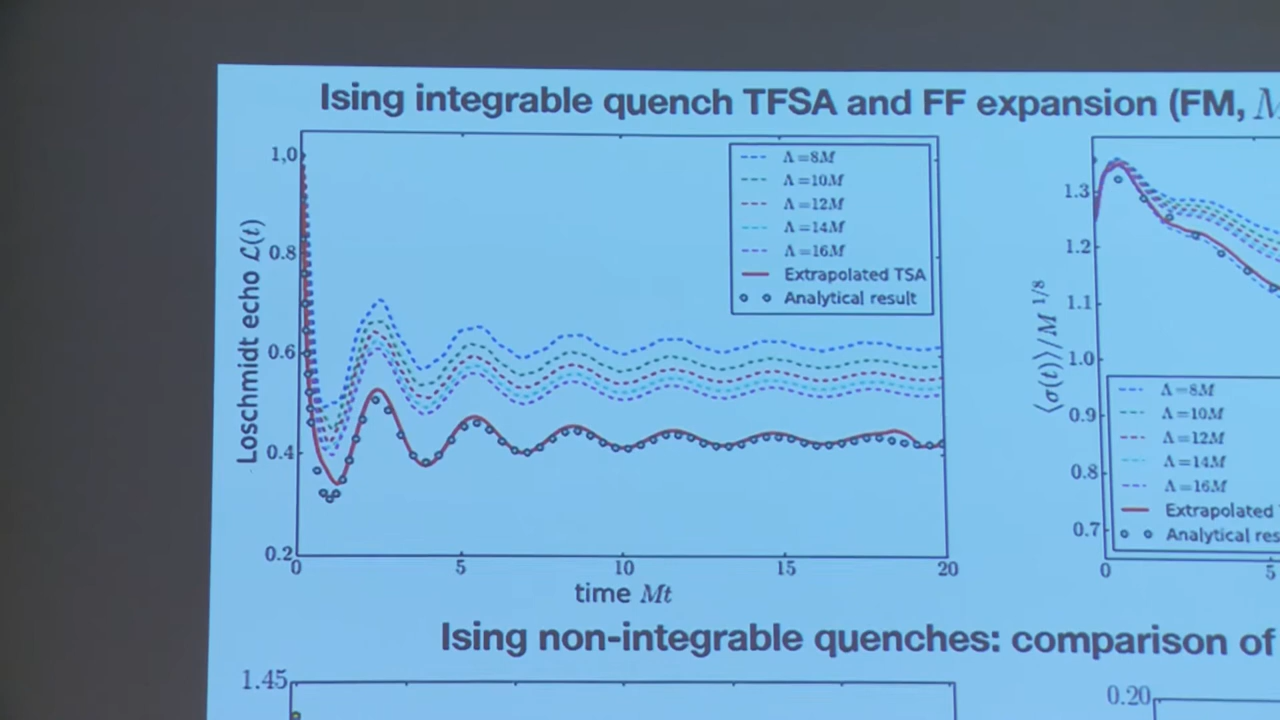 Ising integrable quench TFSA and FF expansion (FM, M
1,0
0.8
0.6
0.4
0.2
0
5
10
15
20
Loschmidt echo ℒ(t)
time Mt
Λ=8M
Λ=10M
Λ=12M
Λ=14M
Λ=16M
Extrapolated TSA
Analytical result
1.3
1.2
1.1
1.0
0.9
0.8
0.7
0
5
⟨σ(t)⟩/M^1/8
Λ=8M
Λ=10M
Λ=12M
Λ=14M
Λ=16M
Extrapolated
Analytical res
Ising non-integrable quenches: comparison of
1.45
0.20